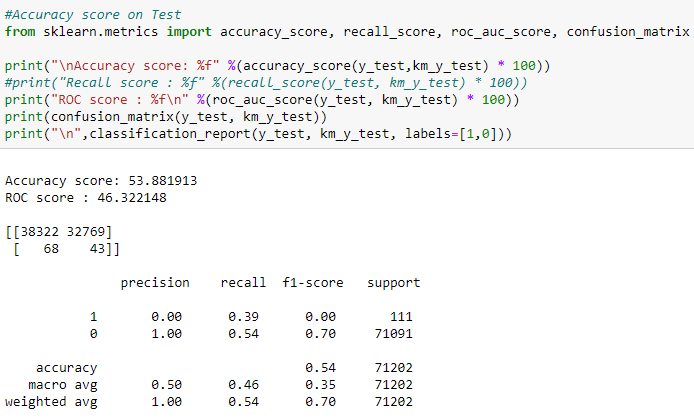 #Accuracy score on Test
from sklearn.metrics import accuracy_score, recall_score, roc_auc_score, confusion_matrix
print("\nAccuracy score: %f" %(accuracy_score(y_test,km_y_test) * 100))
#print("Recall score : %f" %(recall_score(y_test, km_y_test) * 100))
print("ROC score : %f\n" %(roc_auc_score(y_test, km_y_test) * 100))
print(confusion_matrix(y_test, km_y_test))
print("\n",classification_report(y_test, km_y_test, labels=[1,0]))
Accuracy score: 53.881913
ROC score : 46.322148
[[38322 32769]
[ 68 43]]
precision recall f1-score support
1 0.00 0.39 0.00 111
0 1.00 0.54 0.70 71091
accuracy 0.54 71202
macro avg 0.50 0.46 0.35 71202
weighted avg 1.00 0.54 0.70 71202